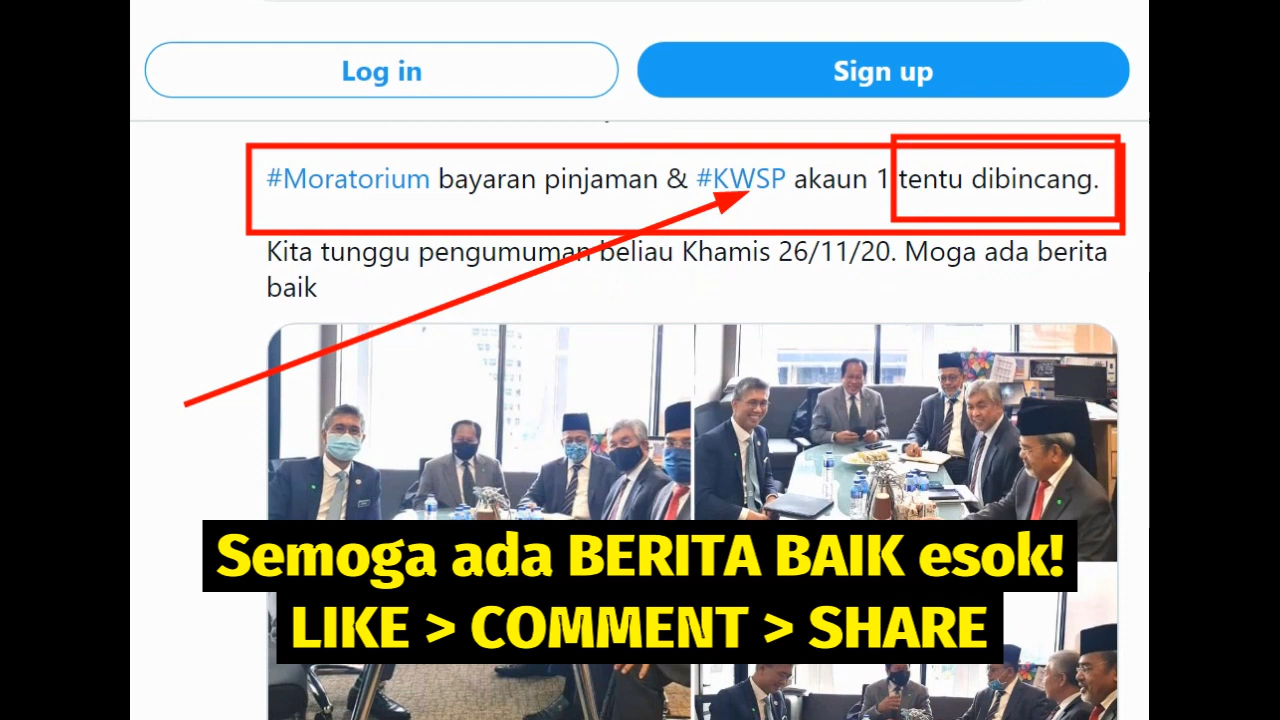 Log in
Sign up
#Moratorium bayaran pinjaman & #KWSP akaun 1 tentu dibincang.
Kita tunggu pengumuman beliau Khamis 26/11/20. Moga ada berita
baik
Semoga ada BERITA BAIK esok!
LIKE > COMMENT > SHARE